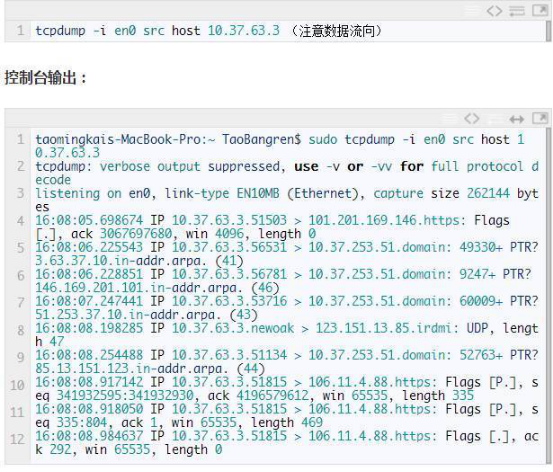 1 tcpdump -i en0 src host 10.37.63.3 （注意数据流向）
控制台输出：
1 taomingkais-MacBook-Pro:~ TaoBangren$ sudo tcpdump -i en0 src host 1
0.37.63.3
2 tcpdump: verbose output suppressed, use -v or -vv for full protocol d
ecode
3 listening on en0, link-type EN10MB (Ethernet), capture size 262144 byt
es
4 16:08:05.698674 IP 10.37.63.3.51503 > 101.201.169.146.https: Flags
[.], ack 3067697680, win 4096, length 0
5 16:08:06.225543 IP 10.37.63.3.56531 > 10.37.253.51.domain: 49330+ PTR?
3.63.37.10.in-addr.arpa. (41)
6 16:08:06.228851 IP 10.37.63.3.56781 > 10.37.253.51.domain: 9247+ PTR?
146.169.201.101.in-addr.arpa. (46)
7 16:08:07.247441 IP 10.37.63.3.53716 > 10.37.253.51.domain: 60009+ PTR?
51.253.37.10.in-addr.arpa. (43)
8 16:08:08.198285 IP 10.37.63.3.newoak > 123.151.13.85.irdmi: UDP, lengt
h 47
9 16:08:08.254488 IP 10.37.63.3.51134 > 10.37.253.51.domain: 52763+ PTR?
85.13.151.123.in-addr.arpa. (44)
10 16:08:08.917142 IP 10.37.63.3.51815 > 106.11.4.88.https: Flags [P.], s
eq 341932595:341932930, ack 4196579612, win 65535, length 335
11 16:08:08.918050 IP 10.37.63.3.51815 > 106.11.4.88.https: Flags [P.], s
eq 335:804, ack 1, win 65535, length 469
12 16:08:08.984637 IP 10.37.63.3.51815 > 106.11.4.88.https: Flags [.], ac
k 292, win 65535, length 0